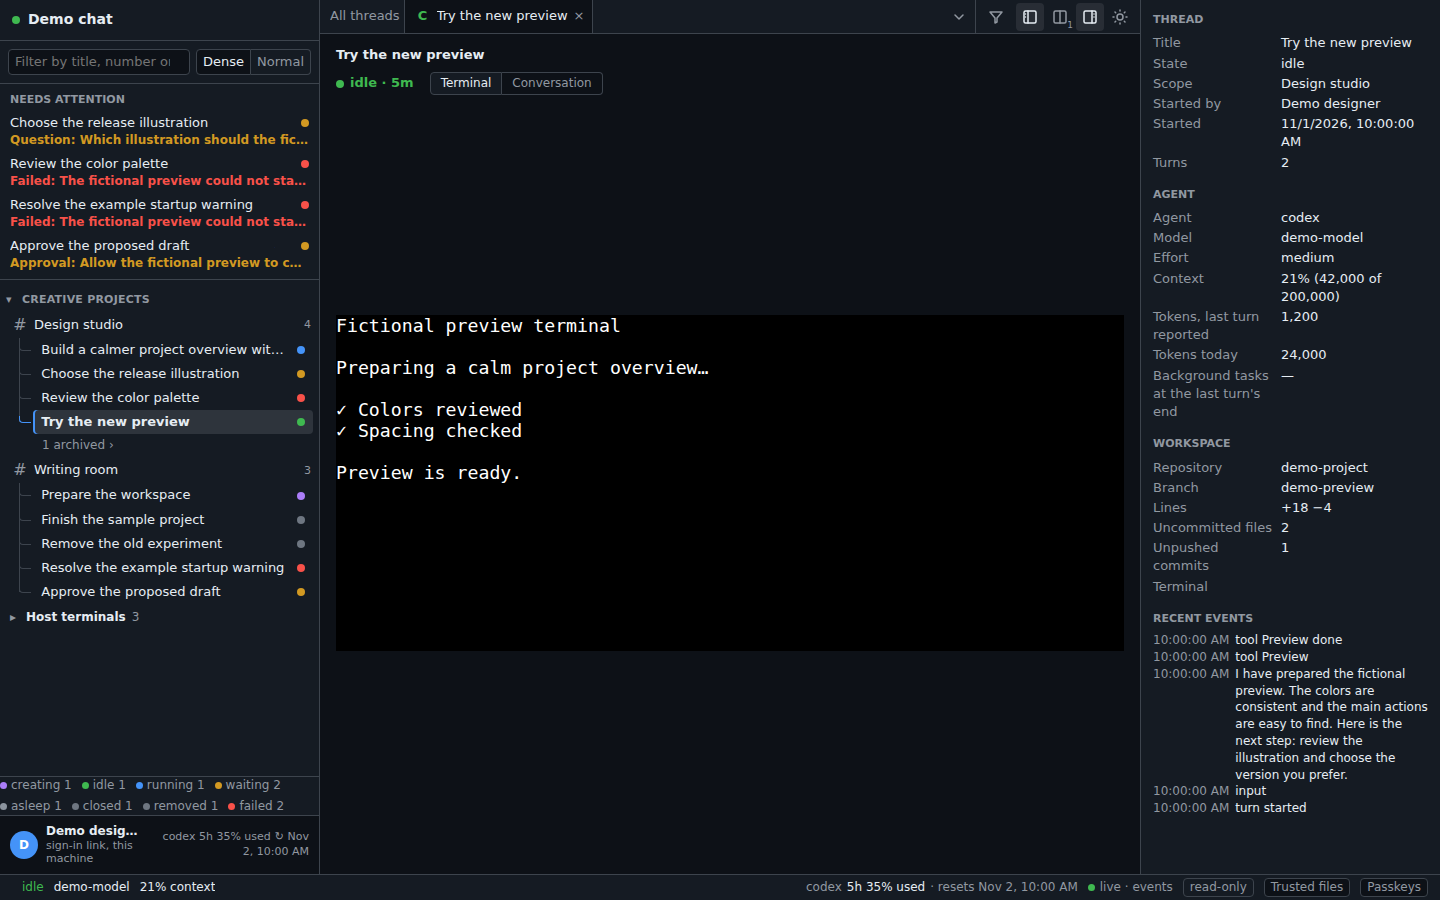 Demo chat
Filter by title, number or
Dense Normal
NEEDS ATTENTION
Choose the release illustration
Question: Which illustration should the fic…
Review the color palette
Failed: The fictional preview could not sta…
Resolve the example startup warning
Failed: The fictional preview could not sta…
Approve the proposed draft
Approval: Allow the fictional preview to c…
▾ CREATIVE PROJECTS
# Design studio 4
Build a calmer project overview wit…
Choose the release illustration
Review the color palette
Try the new preview
1 archived ›
# Writing room 3
Prepare the workspace
Finish the sample project
Remove the old experiment
Resolve the example startup warning
Approve the proposed draft
▸ Host terminals 3
creating 1 idle 1 running 1 waiting 2
asleep 1 closed 1 removed 1 failed 2
D
Demo desig…
sign-in link, this
machine
codex 5h 35% used ↻ Nov
2, 10:00 AM
All threads C Try the new preview ×
1
Try the new preview
idle · 5m Terminal Conversation
Fictional preview terminal
Preparing a calm project overview…
✓ Colors reviewed
✓ Spacing checked
Preview is ready.
THREAD
Title Try the new preview
State idle
Scope Design studio
Started by Demo designer
Started 11/1/2026, 10:00:00
AM
Turns 2
AGENT
Agent codex
Model demo-model
Effort medium
Context 21% (42,000 of
200,000)
Tokens, last turn 1,200
reported
Tokens today 24,000
Background tasks —
at the last turn's
end
WORKSPACE
Repository demo-project
Branch demo-preview
Lines +18 −4
Uncommitted files 2
Unpushed 1
commits
Terminal
RECENT EVENTS
10:00:00 AM tool Preview done
10:00:00 AM tool Preview
10:00:00 AM I have prepared the fictional
preview. The colors are
consistent and the main actions
are easy to find. Here is the
next step: review the
illustration and choose the
version you prefer.
10:00:00 AM input
10:00:00 AM turn started
idle demo-model 21% context
codex 5h 35% used · resets Nov 2, 10:00 AM live · events read-only Trusted files Passkeys